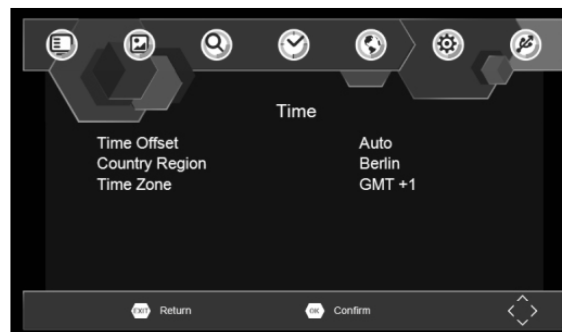 Time
Time Offset Auto
Country Region Berlin
Time Zone GMT +1
EXIT Return OK Confirm